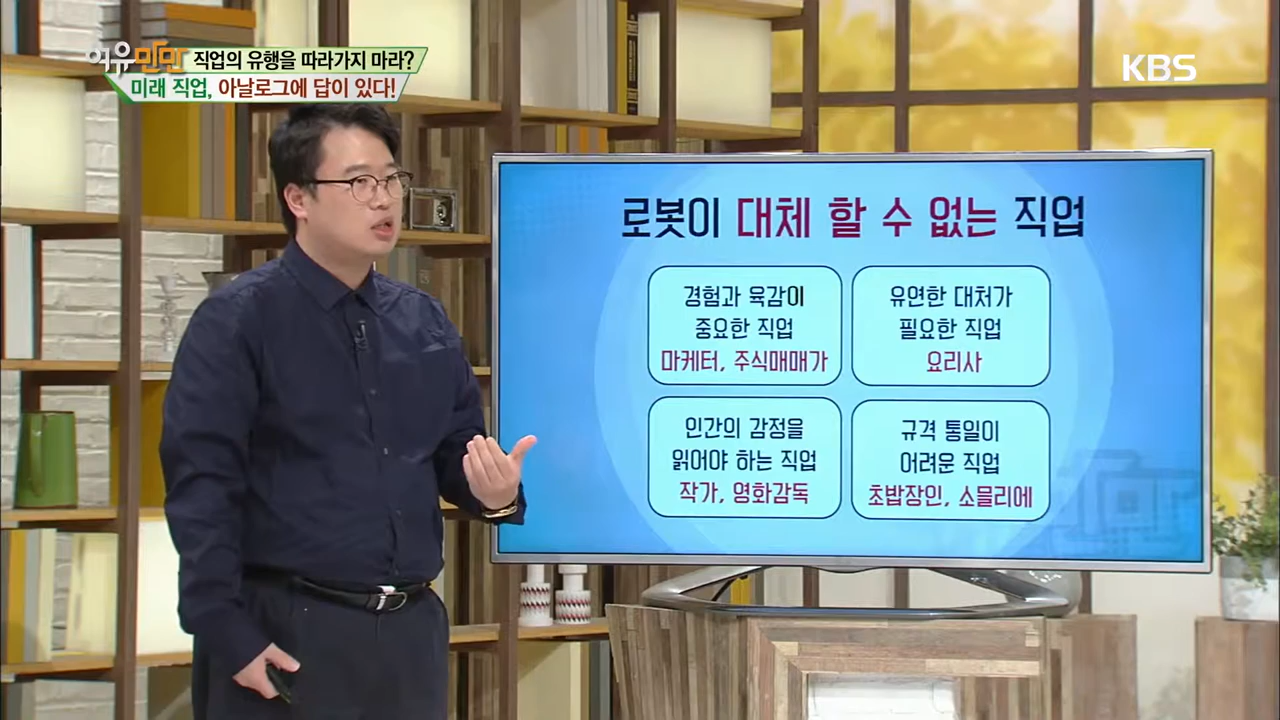 여유만만 직업의 유행을 따라가지 마라?
미래 직업, 아날로그에 답이 있다!
KBS
로봇이 대체 할 수 없는 직업
경험과 육감이
중요한 직업
마케터, 주식매매가
유연한 대처가
필요한 직업
요리사
인간의 감정을
읽어야 하는 직업
작가, 영화감독
규격 통일이
어려운 직업
초밥장인, 소믈리에